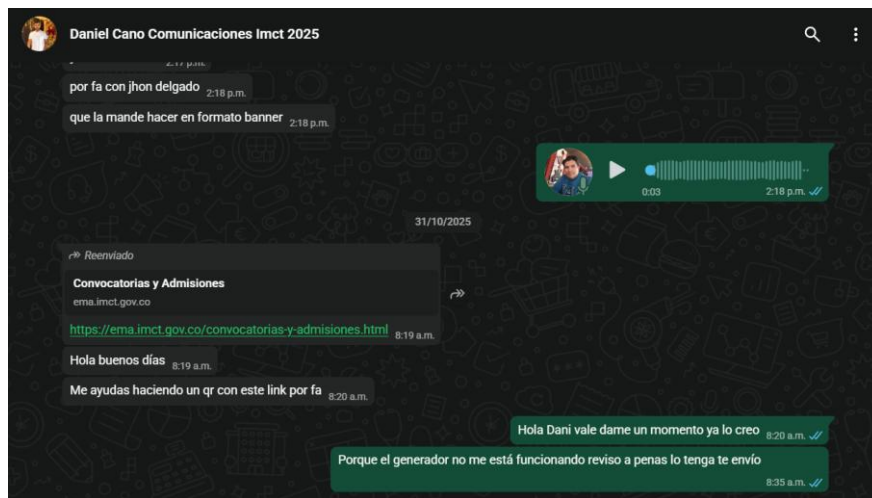 Daniel Cano Comunicaciones Imct 2025
2:17 p.m.
por fa con jhon delgado 2:18 p.m.
que la mande hacer en formato banner 2:18 p.m.
0:03 2:18 p.m.
31/10/2025
Reenviado
Convocatorias y Admisiones
ema.imct.gov.co
https://ema.imct.gov.co/convocatorias-y-admisiones.html 8:19 a.m.
Hola buenos días 8:19 a.m.
Me ayudas haciendo un qr con este link por fa 8:20 a.m.
Hola Dani vale dame un momento ya lo creo 8:20 a.m.
Porque el generador no me está funcionando reviso a penas lo tenga te envío
8:35 a.m.